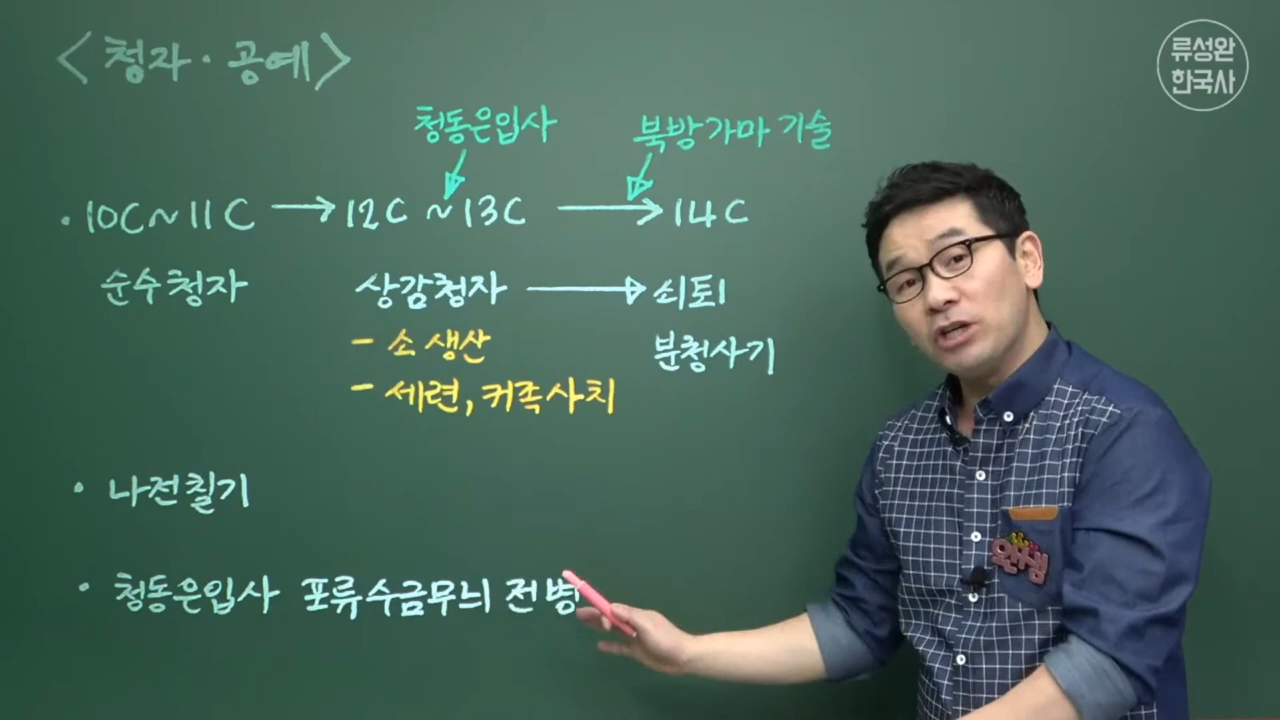 <청자·공예>
류성완
한국사
청동은입사
북방가마 기술
· 10C~11C → 12C ~13C → 14C
순수청자
상감청자 → 쇠퇴
- 소 생산
분청사기
- 세련, 귀족사치
· 나전칠기
· 청동은입사 포류수금무늬 전병
완쌤